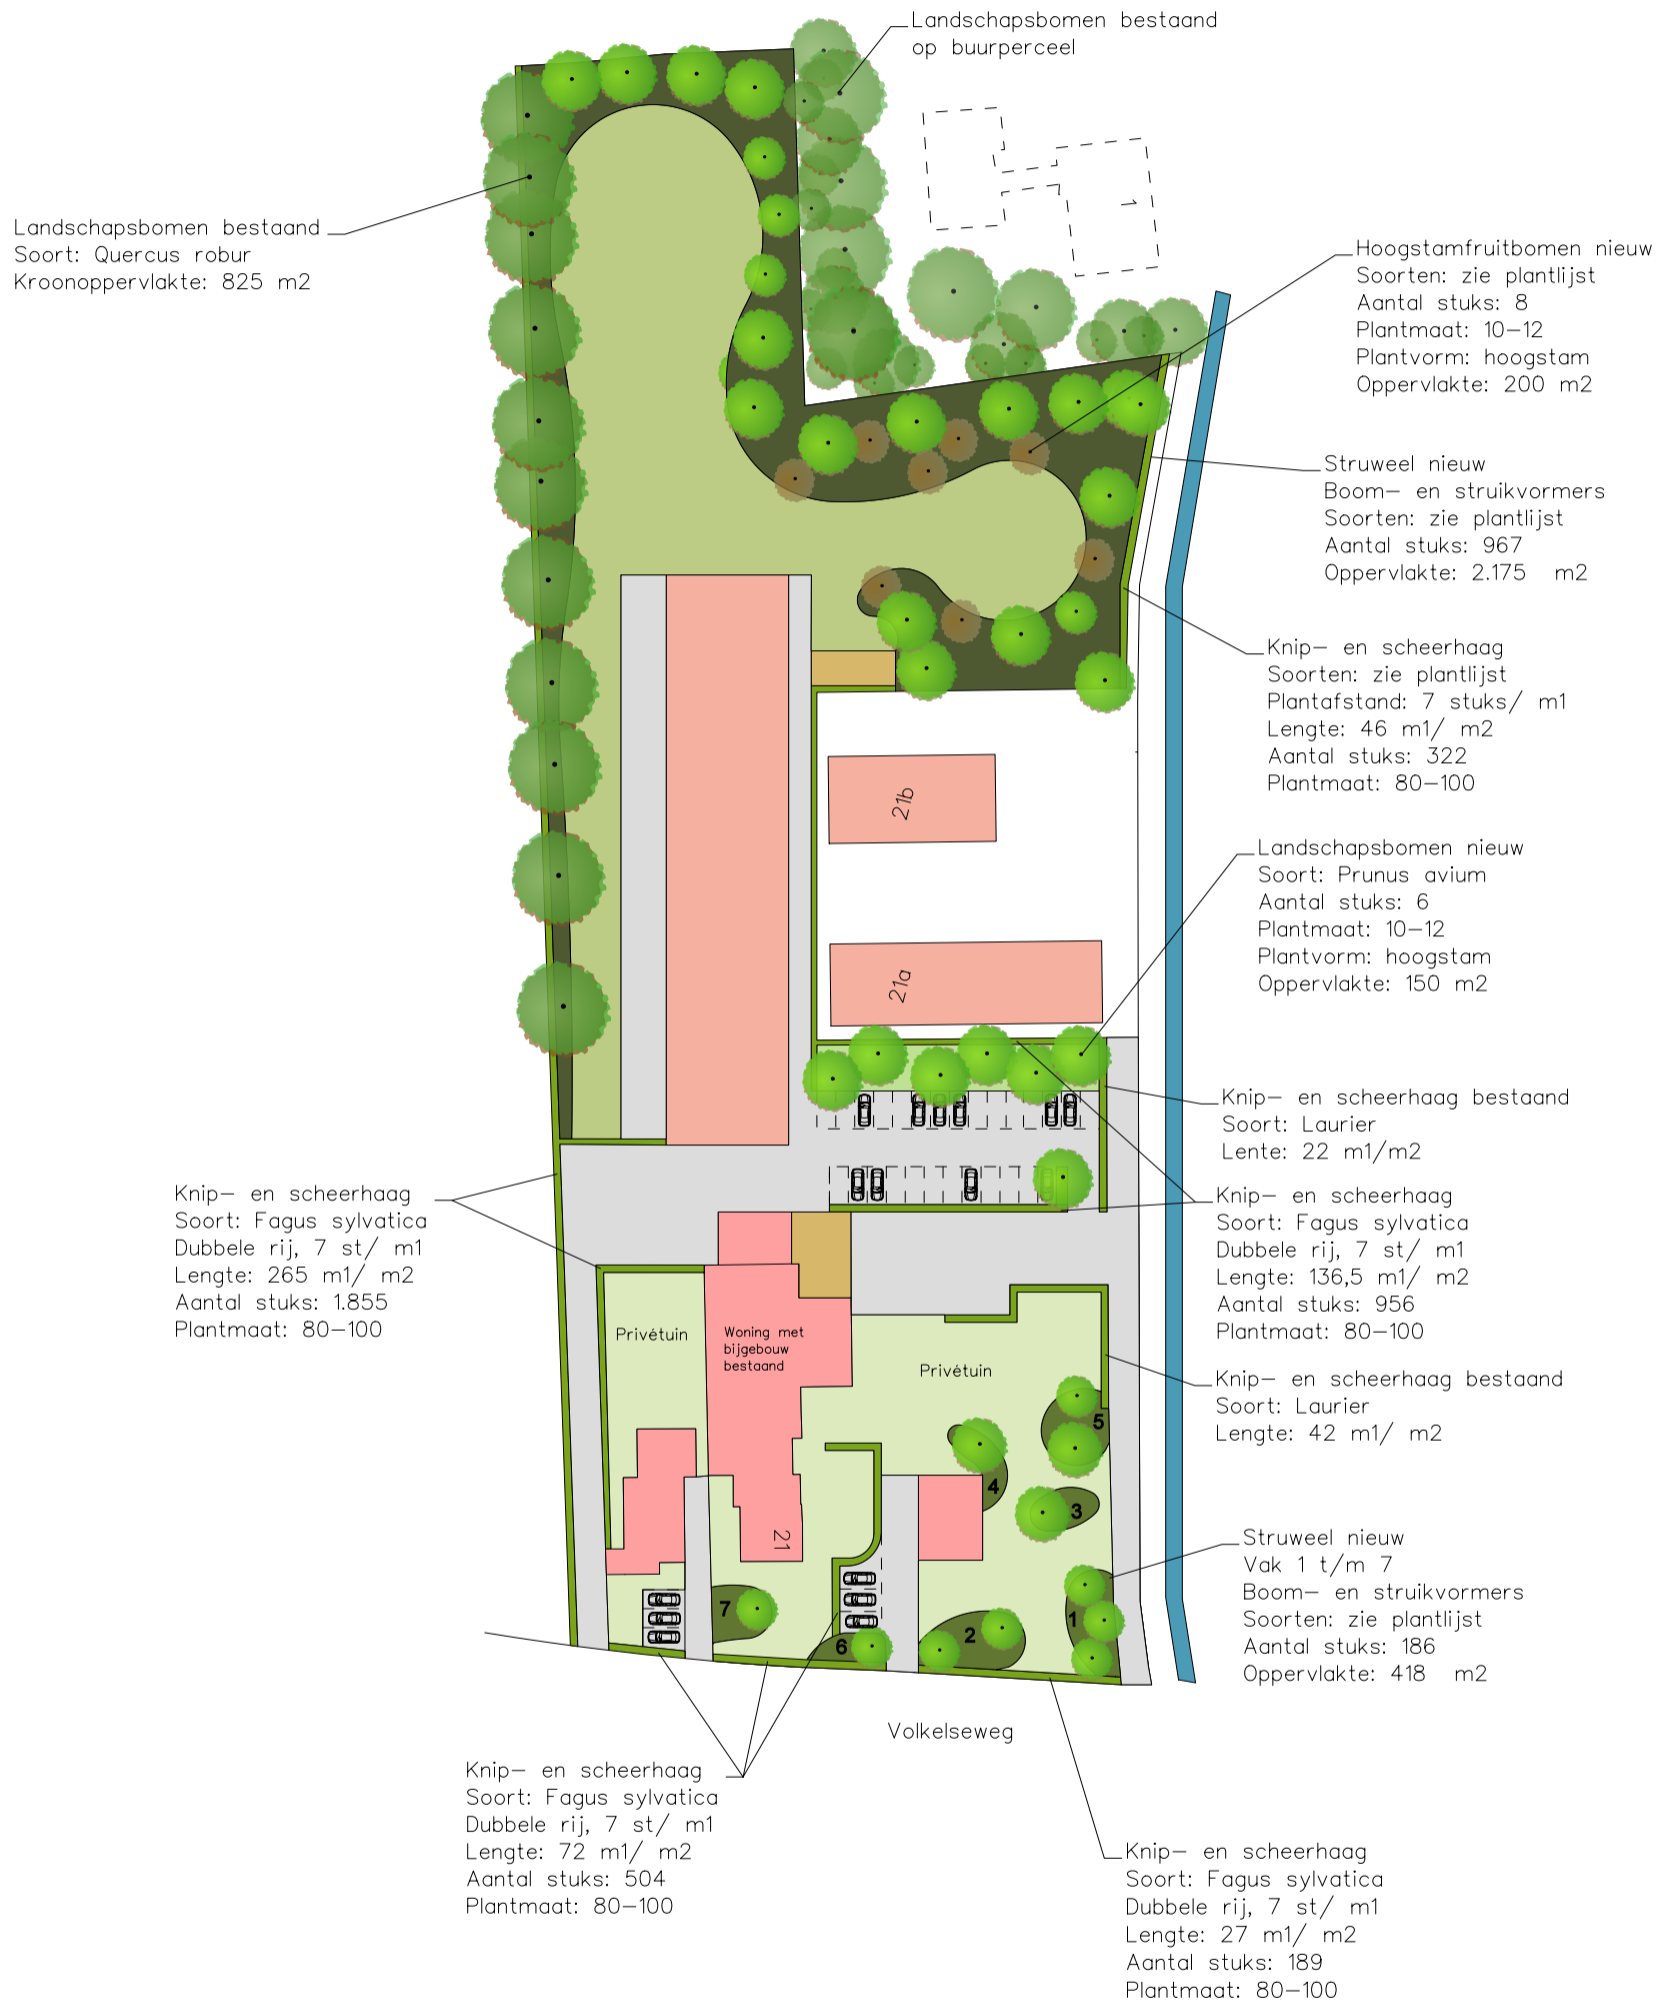 Landschapsbomen bestaand
op buurperceel
Landschapsbomen bestaand
Soort: Quercus robur
Kroonoppervlakte: 825 m2
1
Hoogstamfruitbomen nieuw
Soorten: zie plantlijst
Aantal stuks: 8
Plantmaat: 10-12
Plantvorm: hoogstam
Oppervlakte: 200 m2
Struweel nieuw
Boom- en struikvormers
Soorten: zie plantlijst
Aantal stuks: 967
Oppervlakte: 2.175 m2
Knip- en scheerhaag
Soorten: zie plantlijst
Plantafstand: 7 stuks/ m1
Lengte: 46 m1/ m2
Aantal stuks: 322
Plantmaat: 80-100
21b
Landschapsbomen nieuw
Soort: Prunus avium
Aantal stuks: 6
Plantmaat: 10-12
Plantvorm: hoogstam
Oppervlakte: 150 m2
21a
Knip- en scheerhaag bestaand
Soort: Laurier
Lente: 22 m1/m2
Knip- en scheerhaag
Soort: Fagus sylvatica
Dubbele rij, 7 st/ m1
Lengte: 265 m1/ m2
Aantal stuks: 1.855
Plantmaat: 80-100
Knip- en scheerhaag
Soort: Fagus sylvatica
Dubbele rij, 7 st/ m1
Lengte: 136,5 m1/ m2
Aantal stuks: 956
Plantmaat: 80-100
Privétuin
Woning met
bijgebouw
bestaand
Privétuin
Knip- en scheerhaag bestaand
Soort: Laurier
Lengte: 42 m1/ m2
5
4
3
21
Struweel nieuw
Vak 1 t/m 7
Boom- en struikvormers
Soorten: zie plantlijst
Aantal stuks: 186
Oppervlakte: 418 m2
7
6
2
1
Volkelseweg
Knip- en scheerhaag
Soort: Fagus sylvatica
Dubbele rij, 7 st/ m1
Lengte: 72 m1/ m2
Aantal stuks: 504
Plantmaat: 80-100
Knip- en scheerhaag
Soort: Fagus sylvatica
Dubbele rij, 7 st/ m1
Lengte: 27 m1/ m2
Aantal stuks: 189
Plantmaat: 80-100